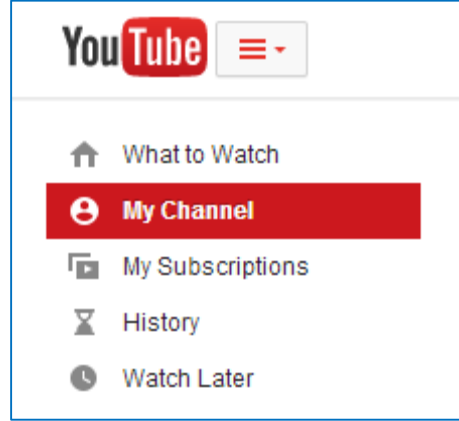 YouTube
What to Watch
My Channel
My Subscriptions
History
Watch Later